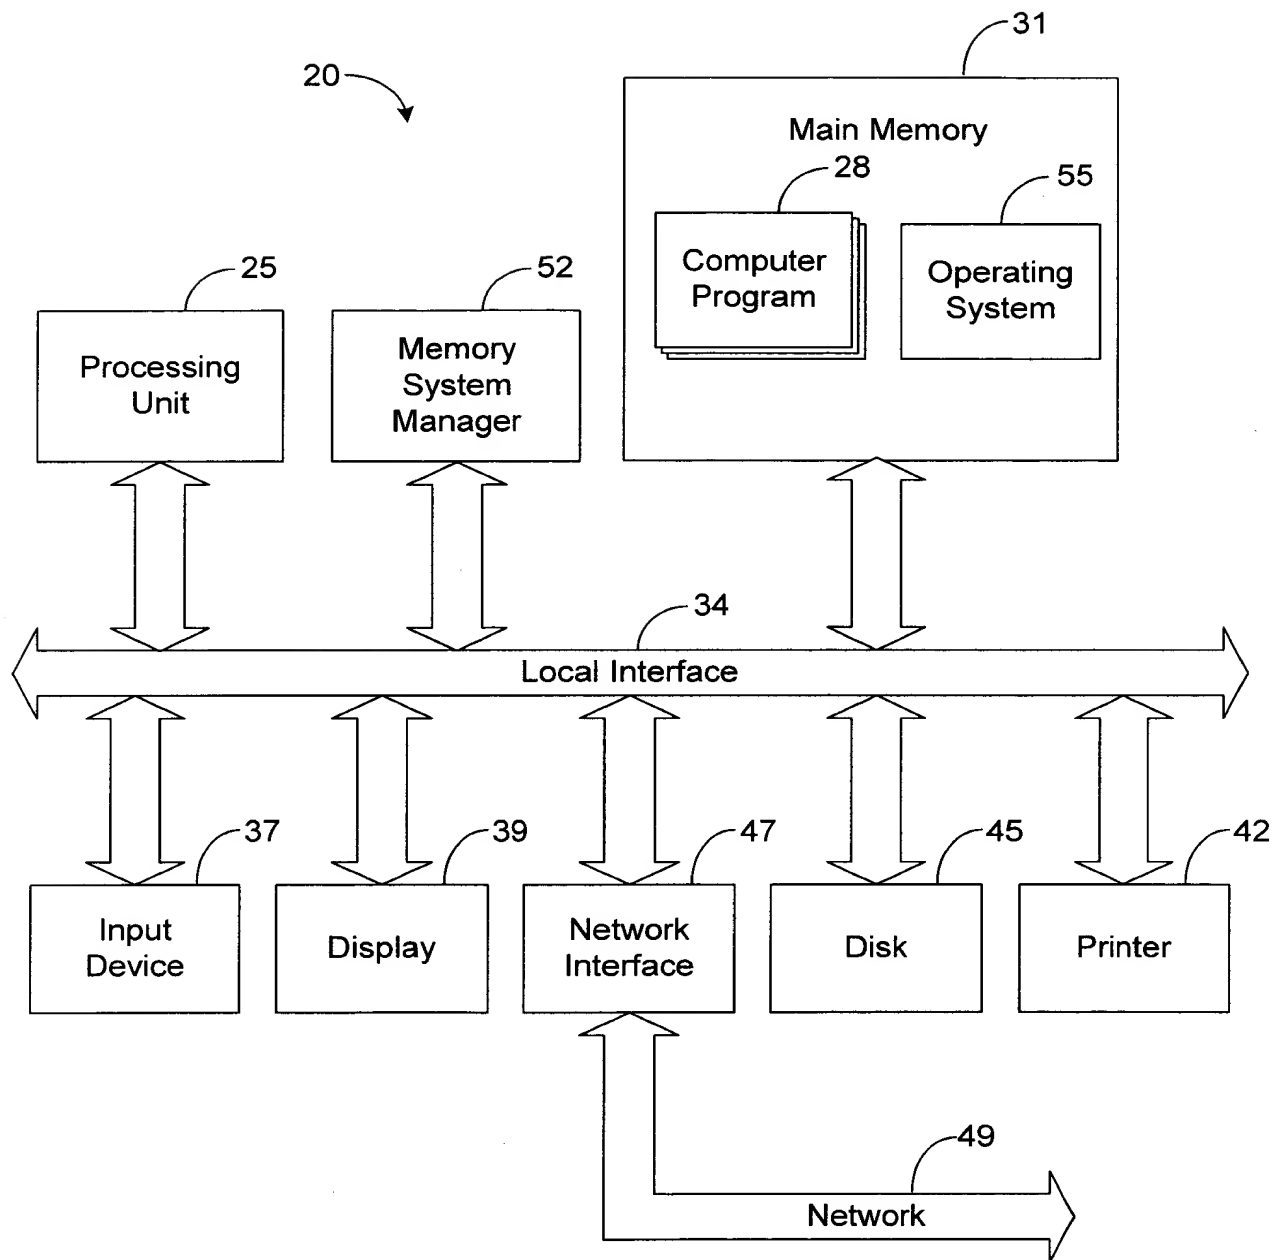 31
20
Main Memory
28
55
Computer
Program
Operating
System
25
52
Processing
Unit
Memory
System
Manager
34
Local Interface
37
39
47
45
42
Input
Device
Display
Network
Interface
Disk
Printer
49
Network